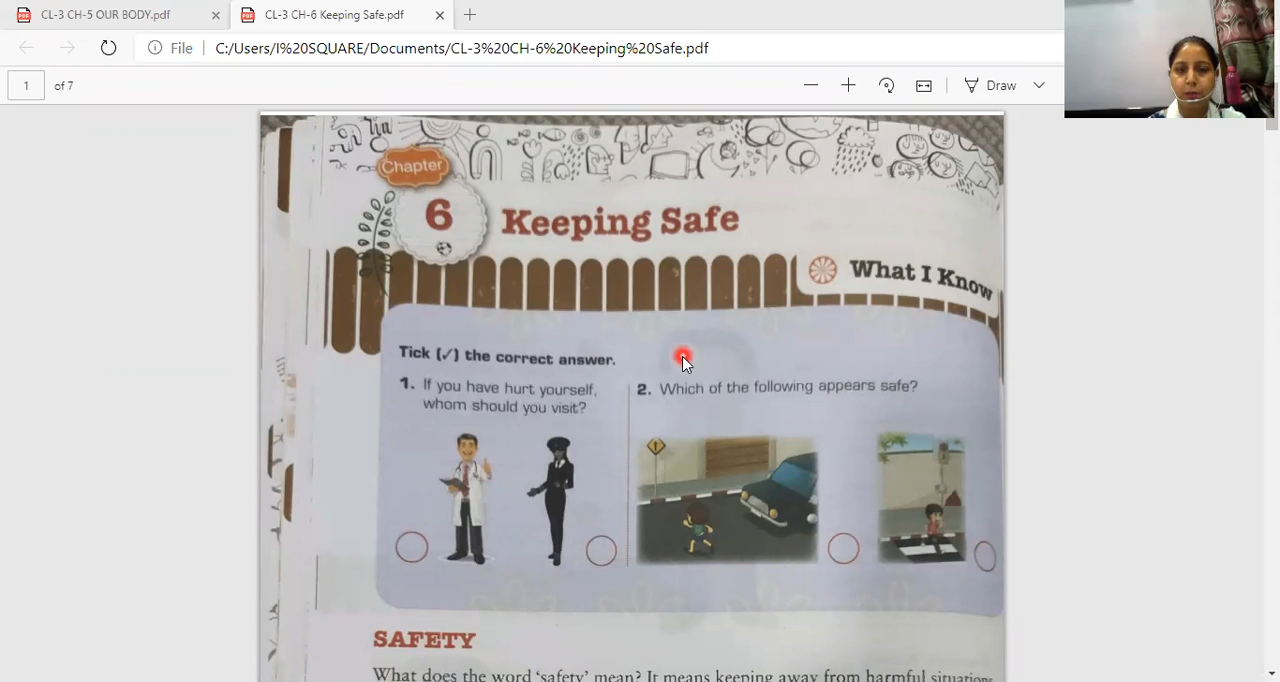 CL-3 CH-5 OUR BODY.pdf
CL-3 CH-6 Keeping Safe.pdf
File
C:/Users/I%20SQUARE/Documents/CL-3%20CH-6%20Keeping%20Safe.pdf
1 of 7
Draw
Chapter
6
Keeping Safe
What I Know
Tick (✓) the correct answer.
1. If you have hurt yourself,
whom should you visit?
2. Which of the following appears safe?
SAFETY
What does the word ‘safety’ mean? It means keeping away from harmful situations